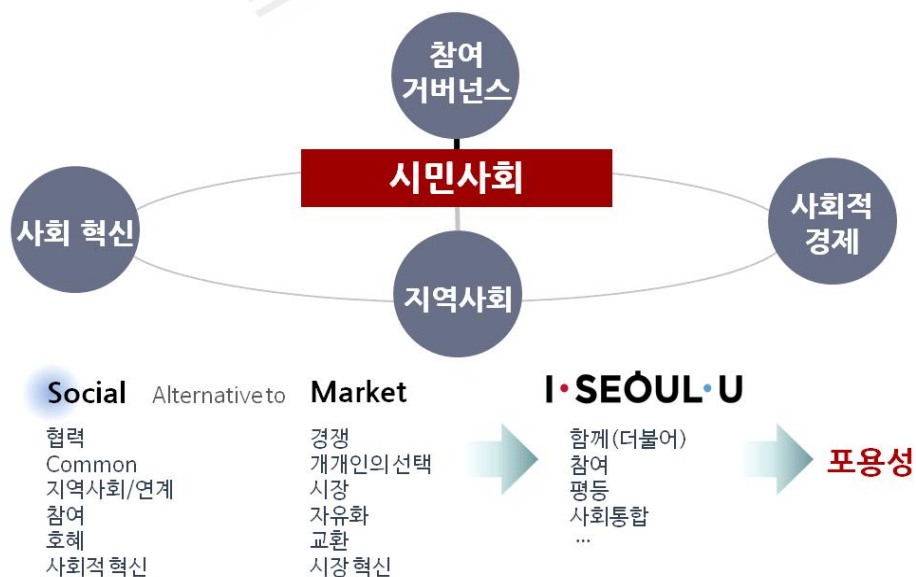 참여
거버넌스
시민사회
사회 혁신
사회적
경제
지역사회
Social Alternative to Market
협력
Common
지역사회/연계
참여
호혜
사회적 혁신
경쟁
개개인의 선택
시장
자유화
교환
시장 혁신
I·SEOUL·U
함께(더불어)
참여
평등
사회통합
...
포용성